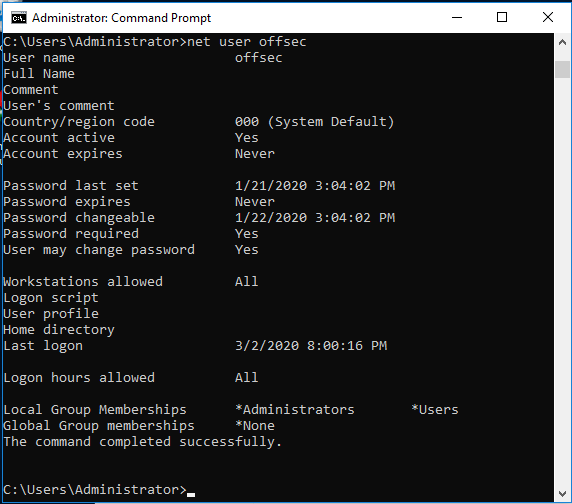 Administrator: Command Prompt
C:\Users\Administrator>net user offsec
User name                    offsec
Full Name
Comment
User's comment
Country/region code          000 (System Default)
Account active               Yes
Account expires              Never
Password last set            1/21/2020 3:04:02 PM
Password expires             Never
Password changeable          1/22/2020 3:04:02 PM
Password required            Yes
User may change password     Yes
Workstations allowed         All
Logon script
User profile
Home directory
Last logon                   3/2/2020 8:00:16 PM
Logon hours allowed          All
Local Group Memberships      *Administrators       *Users
Global Group memberships     *None
The command completed successfully.
C:\Users\Administrator>